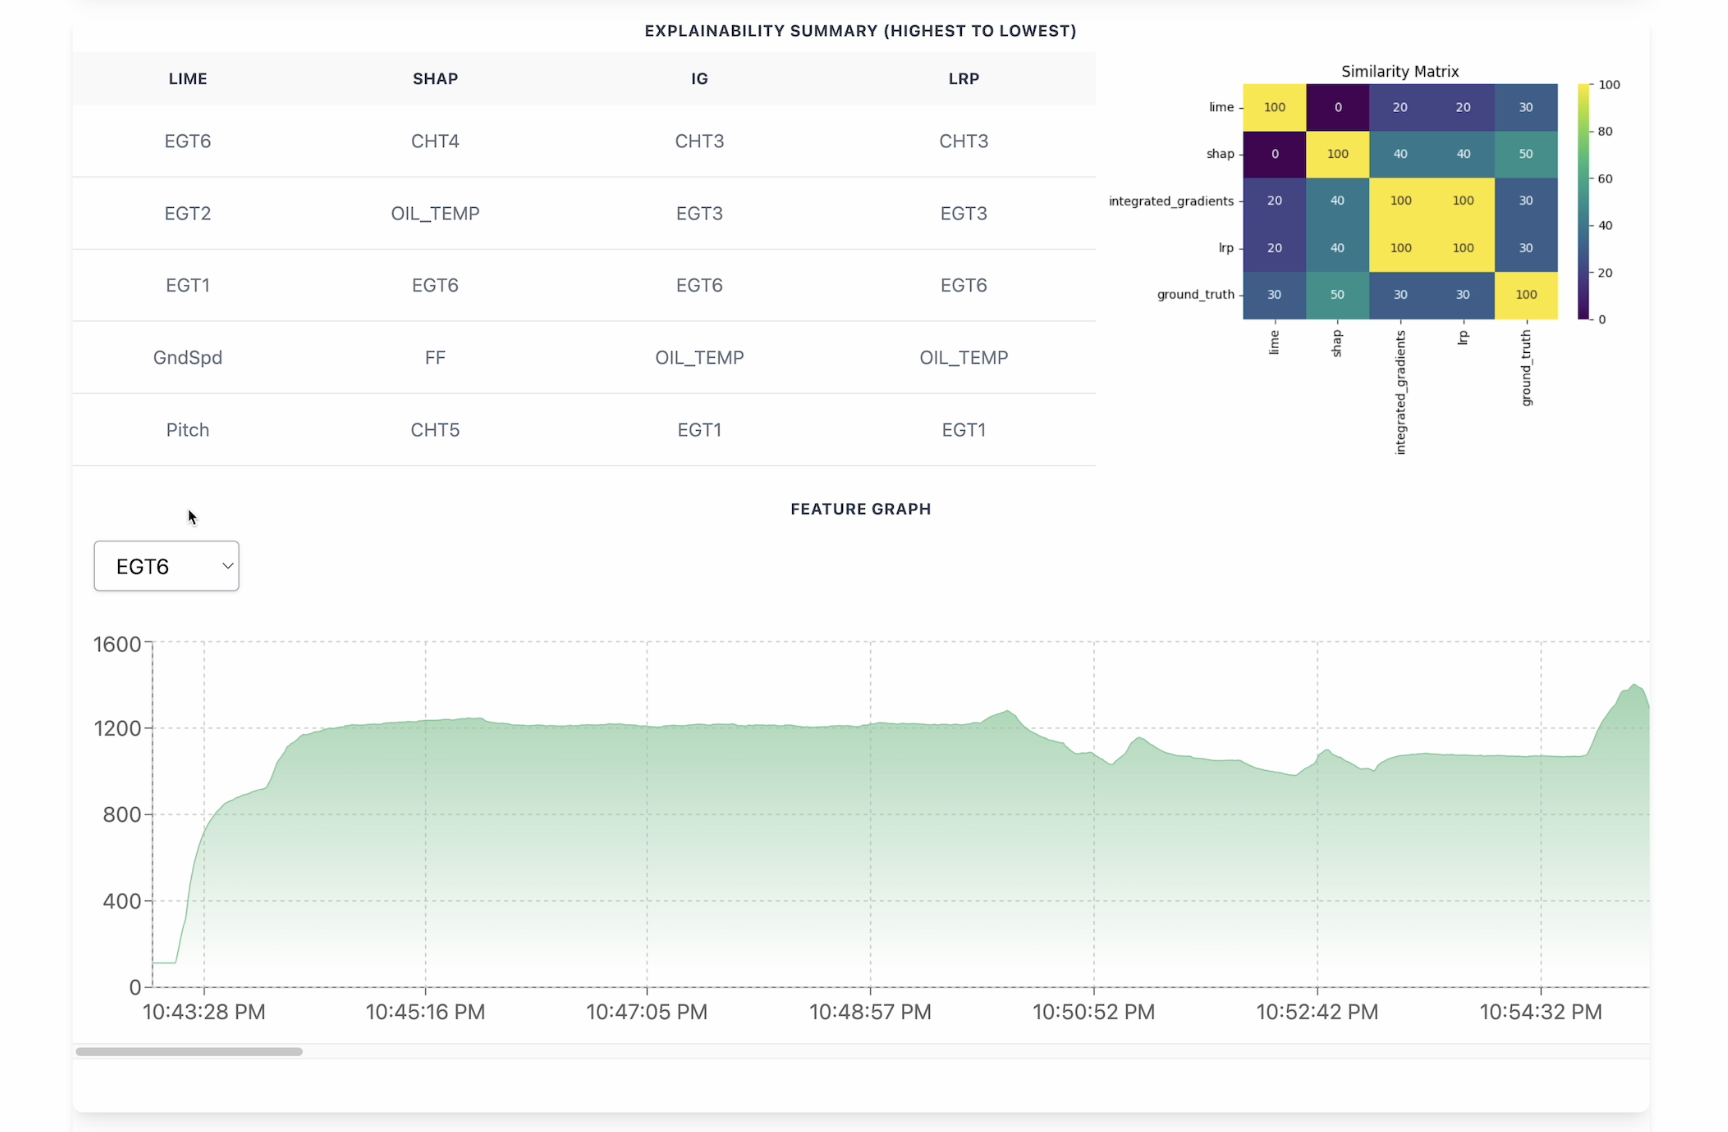 EXPLAINABILITY SUMMARY (HIGHEST TO LOWEST)
LIME SHAP IG LRP
EGT6 CHT4 CHT3 CHT3
EGT2 OIL_TEMP EGT3 EGT3
EGT1 EGT6 EGT6 EGT6
GndSpd FF OIL_TEMP OIL_TEMP
Pitch CHT5 EGT1 EGT1
Similarity Matrix
lime 100 0 20 20 30
shap 0 100 40 40 50
integrated_gradients 20 40 100 100 30
lrp 20 40 100 100 30
ground_truth 30 50 30 30 100
lime shap integrated_gradients lrp ground_truth
100
80
60
40
20
0
FEATURE GRAPH
EGT6
1600
1200
800
400
0
10:43:28 PM 10:45:16 PM 10:47:05 PM 10:48:57 PM 10:50:52 PM 10:52:42 PM 10:54:32 PM